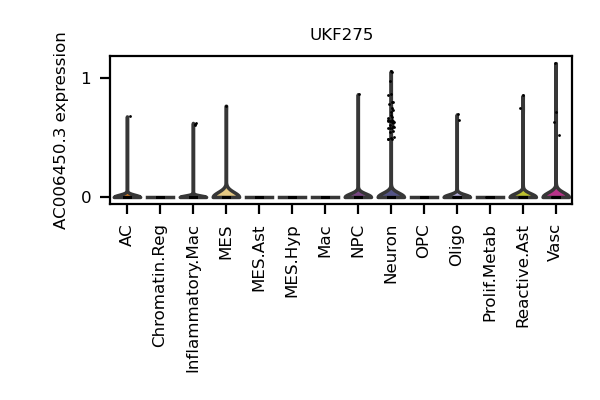 UKF275
AC006450.3 expression
1
0
AC
Chromatin.Reg
Inflammatory.Mac
MES
MES.Ast
MES.Hyp
Mac
NPC
Neuron
OPC
Oligo
Prolif.Metab
Reactive.Ast
Vasc